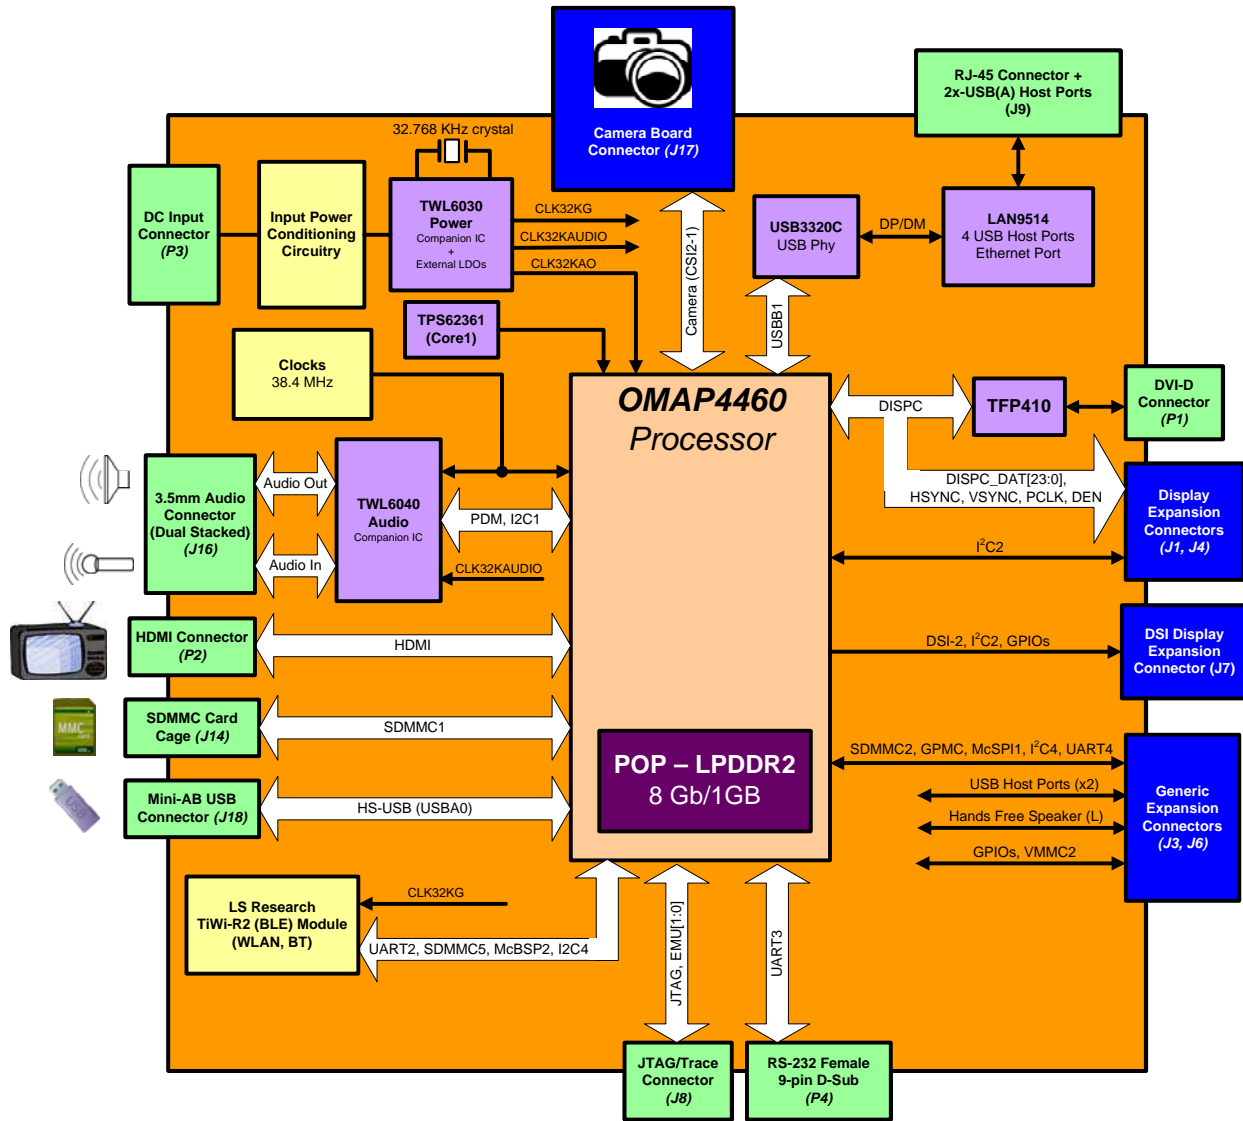 Camera Board
Connector (J17)
RJ-45 Connector +
2x-USB(A) Host Ports
(J9)
32.768 KHz crystal
DC Input
Connector
(P3)
Input Power
Conditioning
Circuitry
TWL6030
Power
Companion IC
+
External LDOs
CLK32KG
CLK32KAUDIO
CLK32KAO
Camera (CSI2-1)
USB3320C
USB Phy
DP/DM
LAN9514
4 USB Host Ports
Ethernet Port
USBB1
TPS62361
(Core1)
Clocks
38.4 MHz
OMAP4460
Processor
DISPC
TFP410
DVI-D
Connector
(P1)
3.5mm Audio
Connector
(Dual Stacked)
(J16)
Audio Out
Audio In
TWL6040
Audio
Companion IC
PDM, I2C1
CLK32KAUDIO
DISPC_DAT[23:0],
HSYNC, VSYNC, PCLK, DEN
Display
Expansion
Connectors
(J1, J4)
I²C2
HDMI Connector
(P2)
HDMI
DSI-2, I²C2, GPIOs
DSI Display
Expansion
Connector (J7)
MMC
SDMMC Card
Cage (J14)
SDMMC1
POP – LPDDR2
8 Gb/1GB
SDMMC2, GPMC, McSPI1, I²C4, UART4
USB Host Ports (x2)
Hands Free Speaker (L)
GPIOs, VMMC2
Generic
Expansion
Connectors
(J3, J6)
USB
Mini-AB USB
Connector (J18)
HS-USB (USBA0)
LS Research
TiWi-R2 (BLE) Module
(WLAN, BT)
CLK32KG
UART2, SDMMC5, McBSP2, I2C4
JTAG, EMU[1:0]
UART3
JTAG/Trace
Connector
(J8)
RS-232 Female
9-pin D-Sub
(P4)